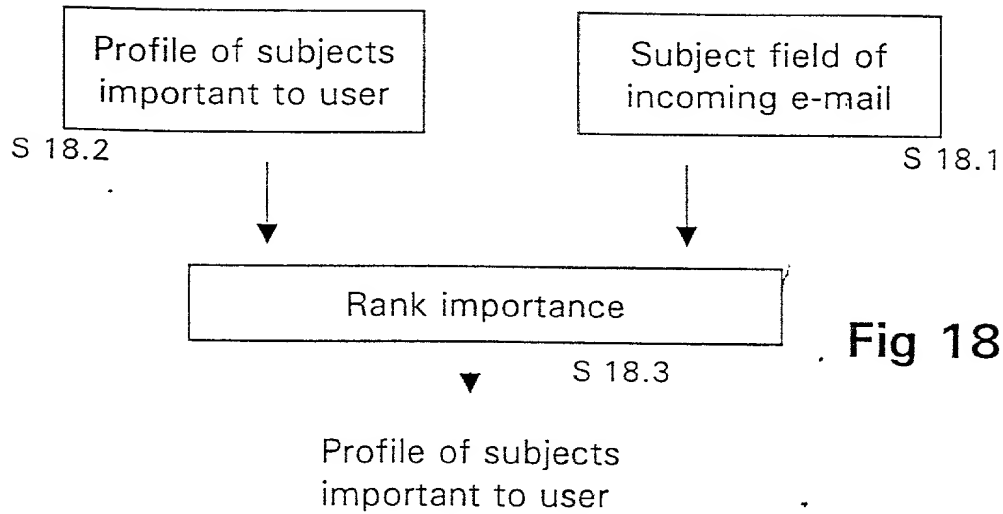 Profile of subjects
important to user
S 18.2
Subject field of
incoming e-mail
S 18.1
Rank importance
S 18.3
Fig 18
Profile of subjects
important to user